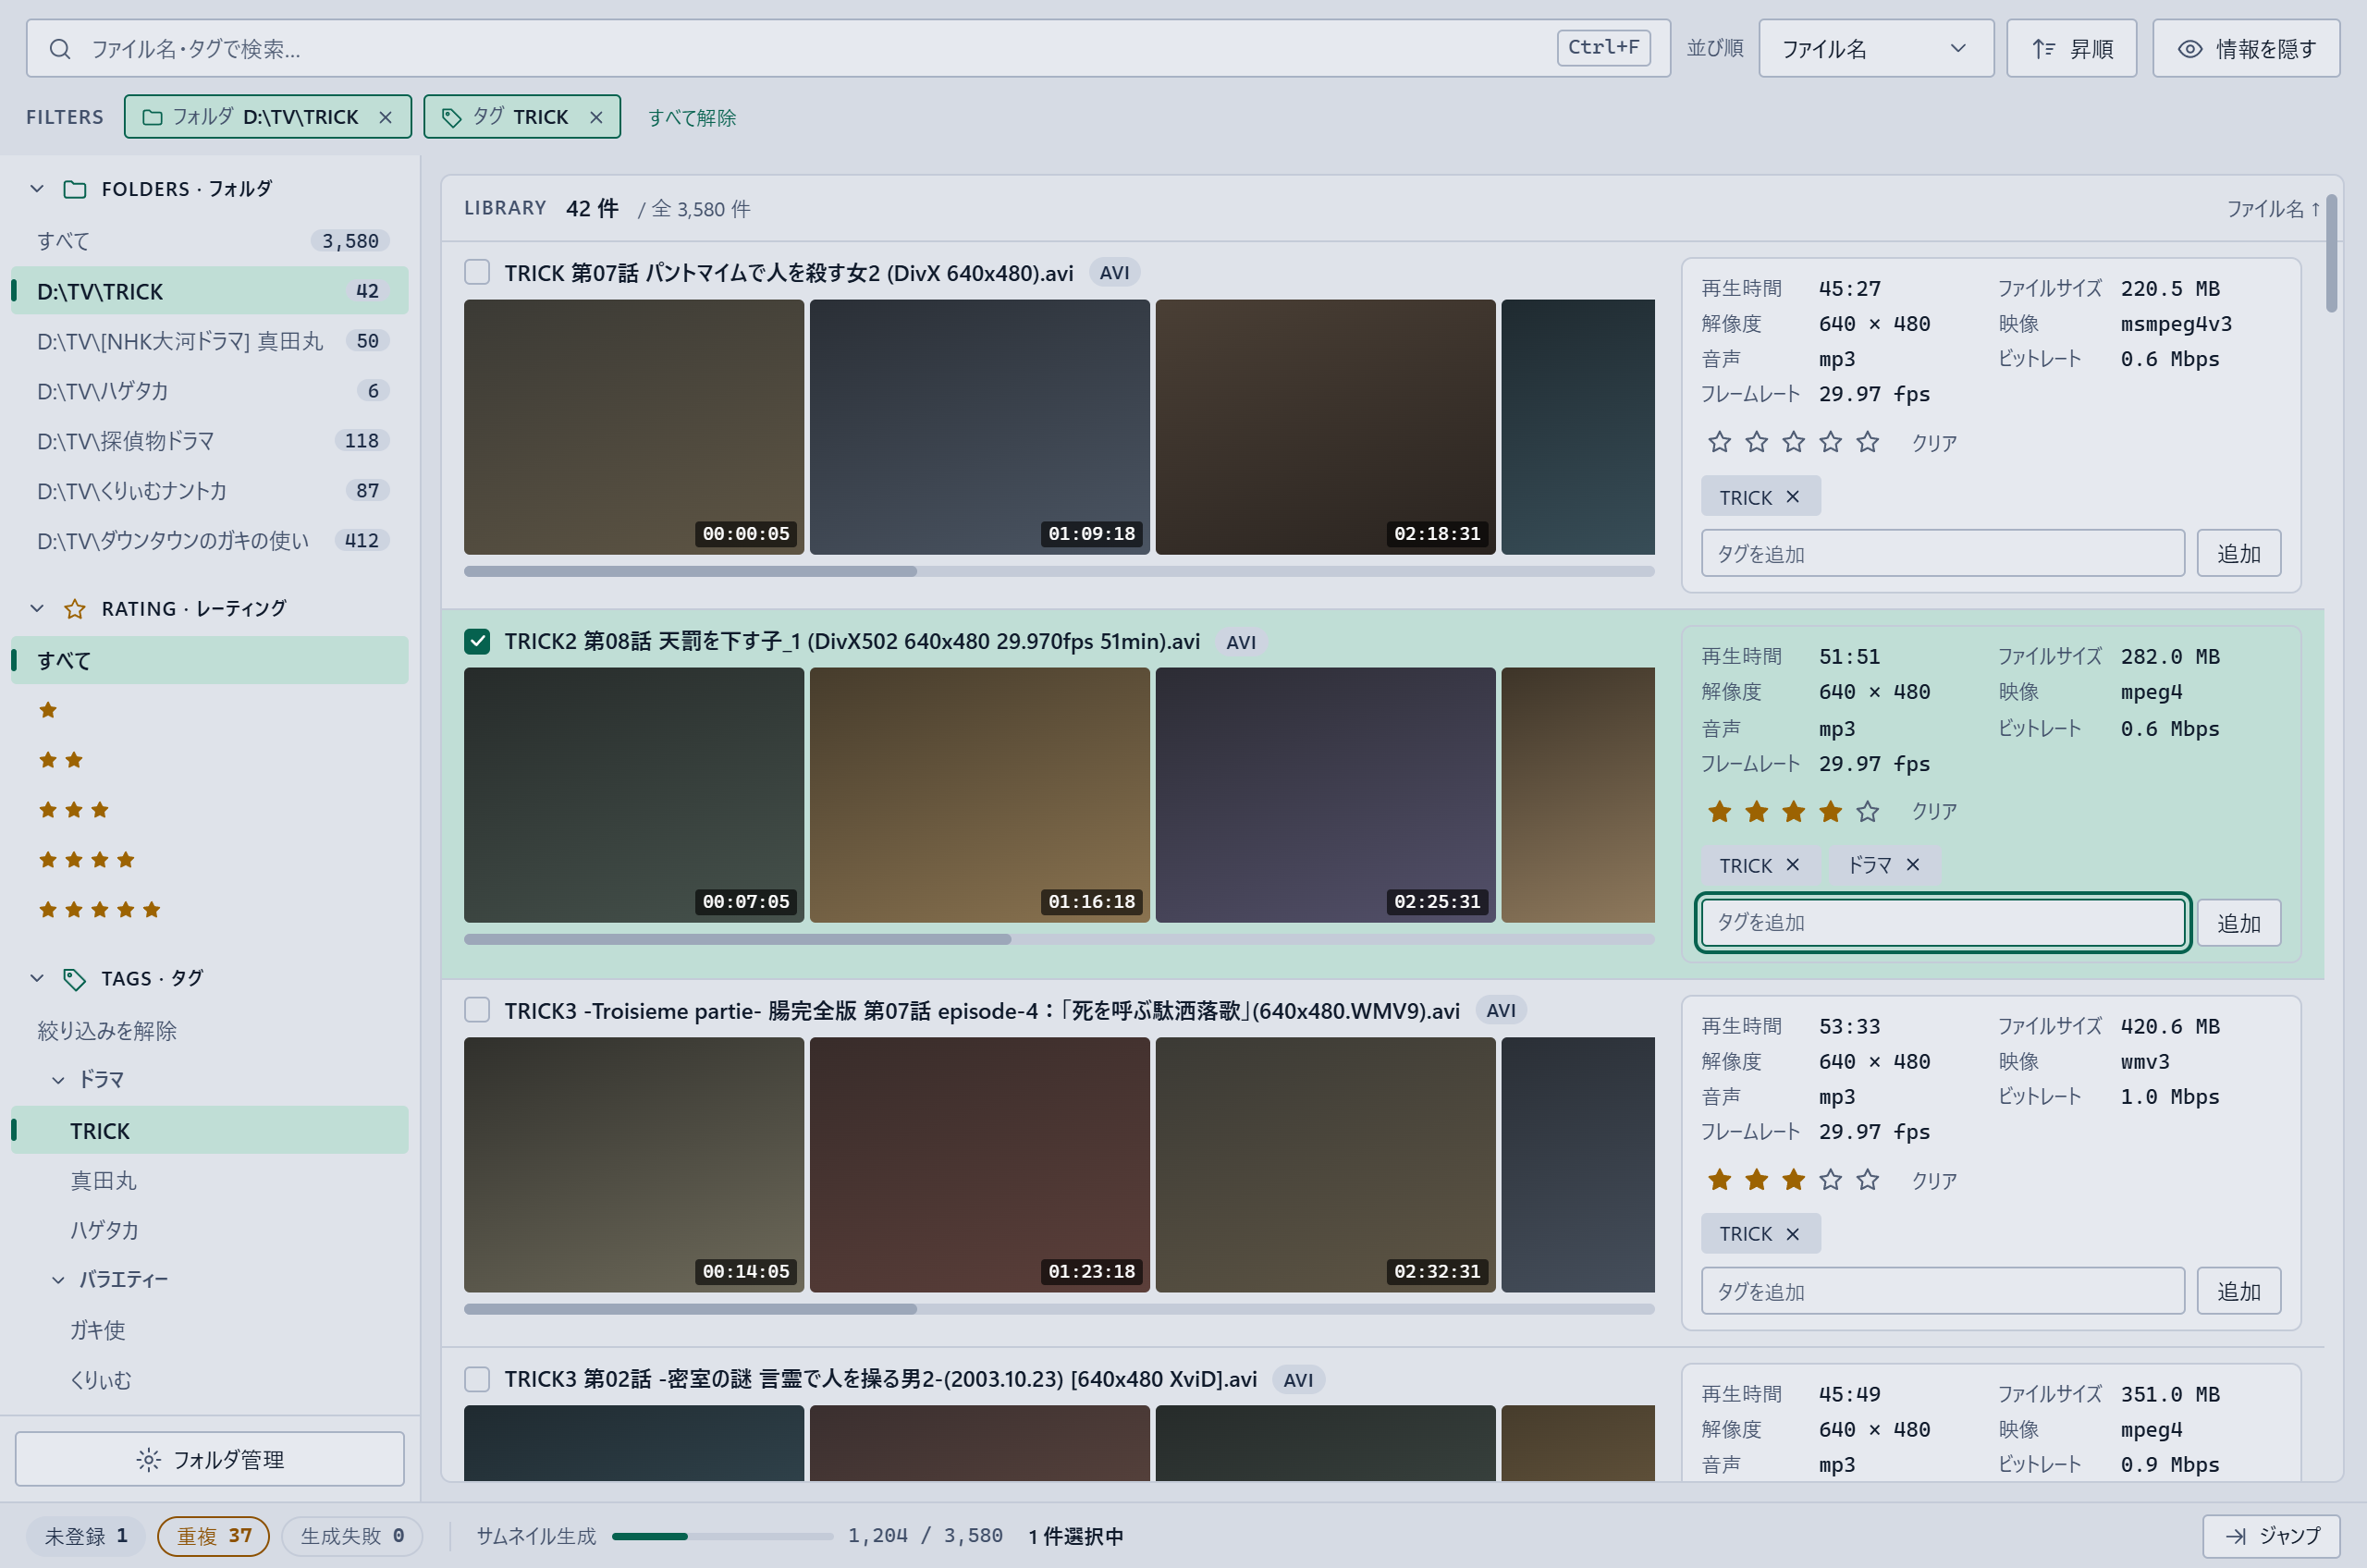 ファイル名・タグで検索... Ctrl+F 並び順 ファイル名 昇順 情報を隠す
FILTERS フォルダ D:\TV\TRICK × タグ TRICK × すべて解除
FOLDERS · フォルダ
すべて 3,580
D:\TV\TRICK 42
D:\TV\[NHK大河ドラマ] 真田丸 50
D:\TV\ハゲタカ 6
D:\TV\探偵物ドラマ 118
D:\TV\くりぃむナントカ 87
D:\TV\ダウンタウンのガキの使い 412
RATING · レーティング
すべて
★
★★
★★★
★★★★
★★★★★
TAGS · タグ
絞り込みを解除
ドラマ
TRICK
真田丸
ハゲタカ
バラエティー
ガキ使
くりぃむ
フォルダ管理
LIBRARY 42 件 / 全 3,580 件 ファイル名 ↑
TRICK 第07話 パントマイムで人を殺す女2 (DivX 640x480).avi AVI
00:00:05 01:09:18 02:18:31
再生時間 45:27 ファイルサイズ 220.5 MB
解像度 640 × 480 映像 msmpeg4v3
音声 mp3 ビットレート 0.6 Mbps
フレームレート 29.97 fps
☆☆☆☆☆ クリア
TRICK ×
タグを追加 追加
TRICK2 第08話 天罰を下す子_1 (DivX502 640x480 29.970fps 51min).avi AVI
00:07:05 01:16:18 02:25:31
再生時間 51:51 ファイルサイズ 282.0 MB
解像度 640 × 480 映像 mpeg4
音声 mp3 ビットレート 0.6 Mbps
フレームレート 29.97 fps
★★★★☆ クリア
TRICK × ドラマ ×
タグを追加 追加
TRICK3 -Troisieme partie- 腸完全版 第07話 episode-4：「死を呼ぶ駄洒落歌」(640x480.WMV9).avi AVI
00:14:05 01:23:18 02:32:31
再生時間 53:33 ファイルサイズ 420.6 MB
解像度 640 × 480 映像 wmv3
音声 mp3 ビットレート 1.0 Mbps
フレームレート 29.97 fps
★★★☆☆ クリア
TRICK ×
タグを追加 追加
TRICK3 第02話 -密室の謎 言霊で人を操る男2-(2003.10.23) [640x480 XviD].avi AVI
再生時間 45:49 ファイルサイズ 351.0 MB
解像度 640 × 480 映像 mpeg4
音声 mp3 ビットレート 0.9 Mbps
未登録 1 重複 37 生成失敗 0 サムネイル生成 1,204 / 3,580 1 件選択中 ジャンプ